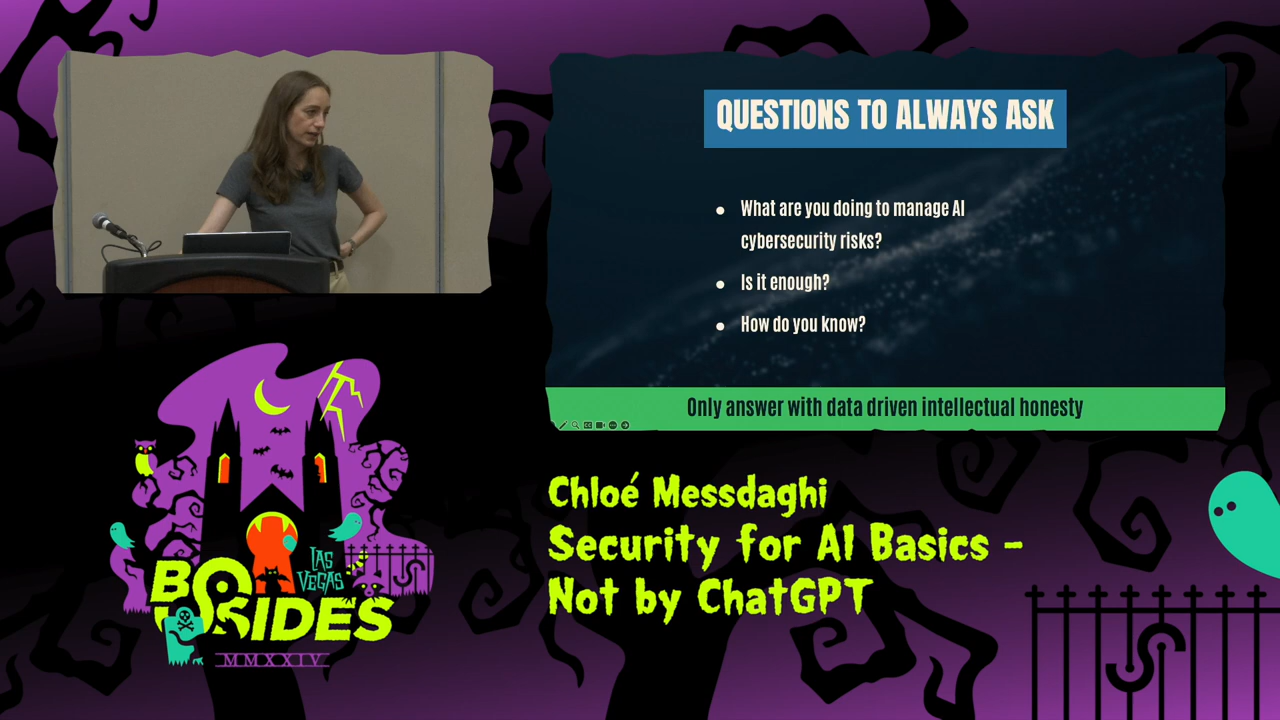 QUESTIONS TO ALWAYS ASK
● What are you doing to manage AI
cybersecurity risks?
● Is it enough?
● How do you know?
Only answer with data driven intellectual honesty
LAS
VEGAS
BSIDES
MMXXIV
Chloé Messdaghi
Security for AI Basics -
Not by ChatGPT